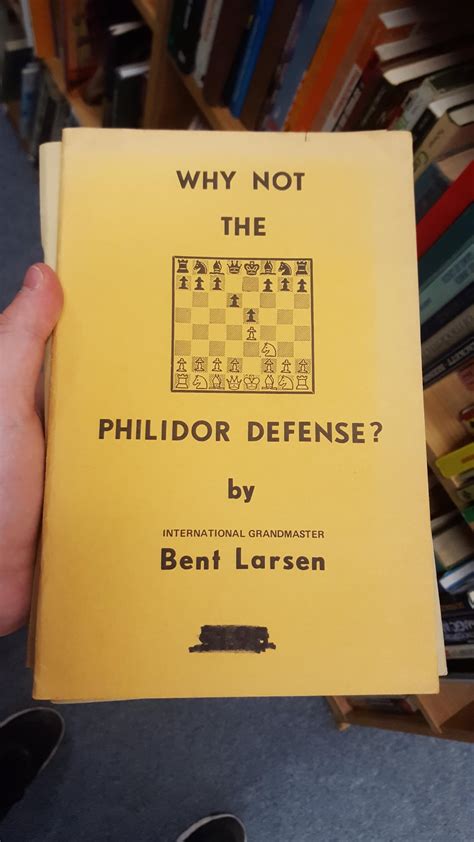 WHY NOT
THE
PHILIDOR DEFENSE?
by
INTERNATIONAL GRANDMASTER
Bent Larsen